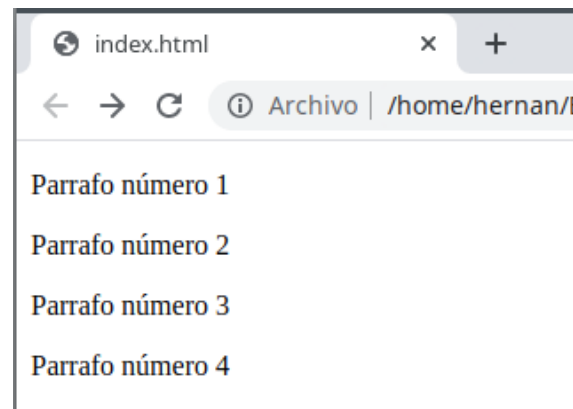 index.html
Archivo | /home/hernan/
Parrafo número 1
Parrafo número 2
Parrafo número 3
Parrafo número 4